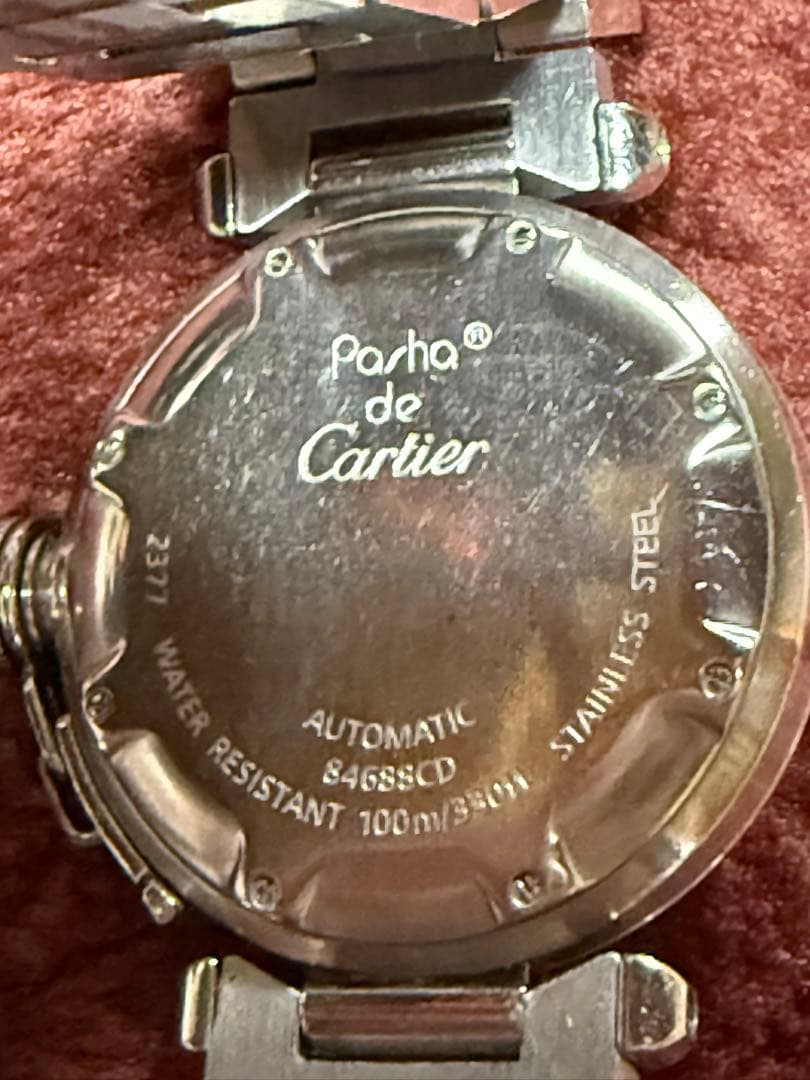 Pasha®
de
Cartier
2377 WATER RESISTANT 100m/330ft STAINLESS STEEL
AUTOMATIC
84688CD